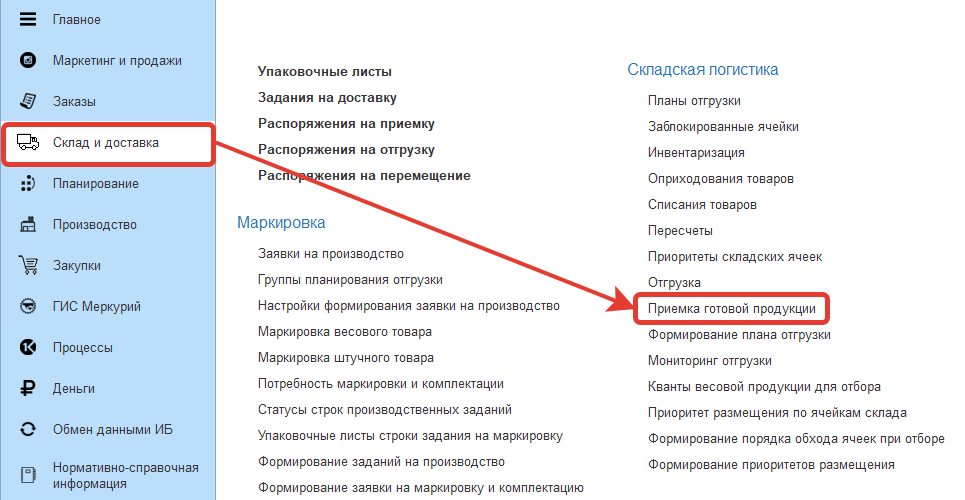 Главное
Маркетинг и продажи
Заказы
Склад и доставка
Планирование
Производство
Закупки
ГИС Меркурий
Процессы
Деньги
Обмен данными ИБ
Нормативно-справочная
информация
Упаковочные листы
Задания на доставку
Распоряжения на приемку
Распоряжения на отгрузку
Распоряжения на перемещение
Маркировка
Заявки на производство
Группы планирования отгрузки
Настройки формирования заявки на производство
Маркировка весового товара
Маркировка штучного товара
Потребность маркировки и комплектации
Статусы строк производственных заданий
Упаковочные листы строки задания на маркировку
Формирование заданий на производство
Формирование заявки на маркировку и комплектацию
Складская логистика
Планы отгрузки
Заблокированные ячейки
Инвентаризация
Оприходования товаров
Списания товаров
Пересчеты
Приоритеты складских ячеек
Отгрузка
Приемка готовой продукции
Формирование плана отгрузки
Мониторинг отгрузки
Кванты весовой продукции для отбора
Приоритет размещения по ячейкам склада
Формирование порядка обхода ячеек при отборе
Формирование приоритетов размещения